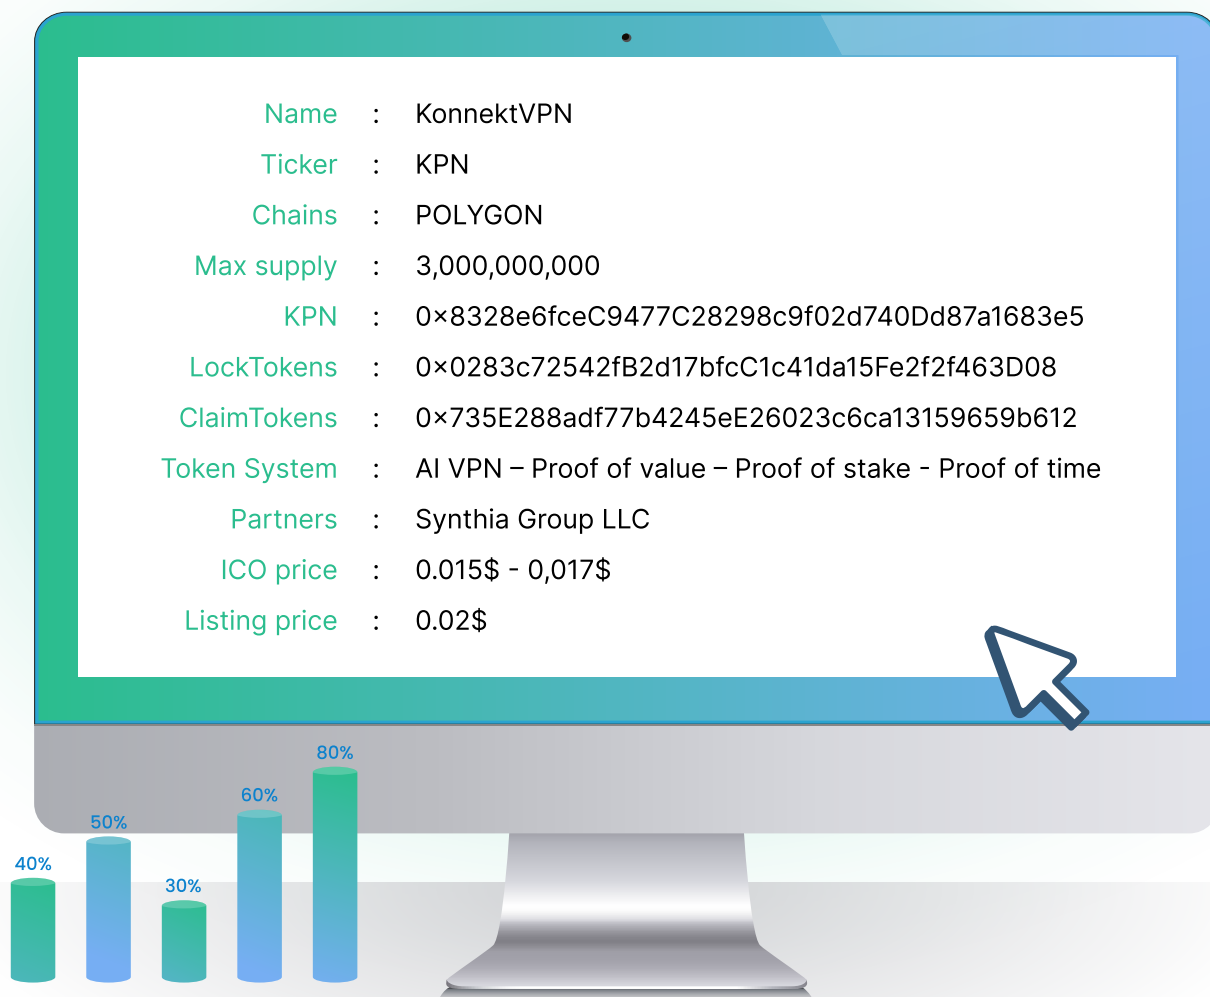 Name : KonnektVPN
Ticker : KPN
Chains : POLYGON
Max supply : 3,000,000,000
KPN : 0×8328e6fceC9477C28298c9f02d740Dd87a1683e5
LockTokens : 0×0283c72542fB2d17bfcC1c41da15Fe2f2f463D08
ClaimTokens : 0×735E288adf77b4245eE26023c6ca13159659b612
Token System : AI VPN – Proof of value – Proof of stake - Proof of time
Partners : Synthia Group LLC
ICO price : 0.015$ - 0,017$
Listing price : 0.02$
40%
50%
30%
60%
80%